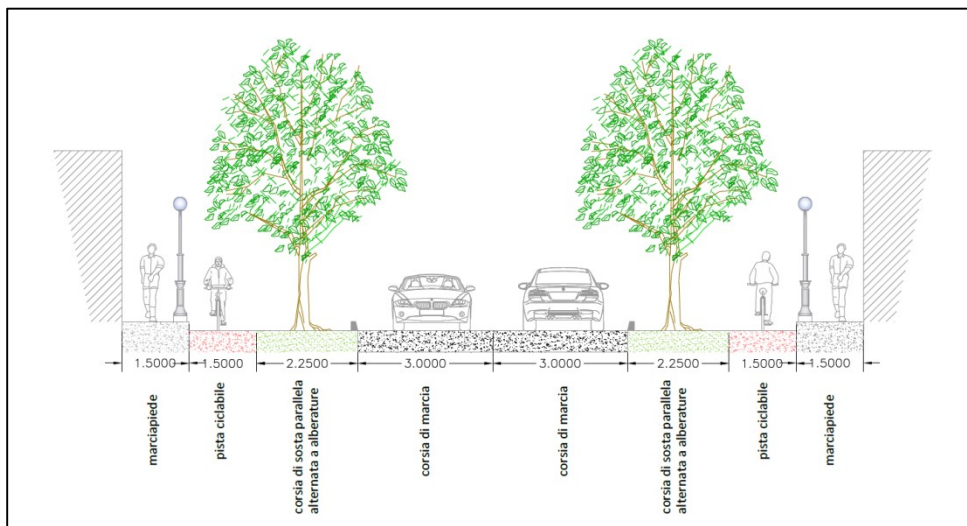 1.5000
1.5000
2.2500
3.0000
3.0000
2.2500
1.5000
1.5000
marciapiede
pista ciclabile
corsia di sosta parallela
alternata a alberature
corsia di marcia
corsia di marcia
corsia di sosta parallela
alternata a alberature
pista ciclabile
marciapiede